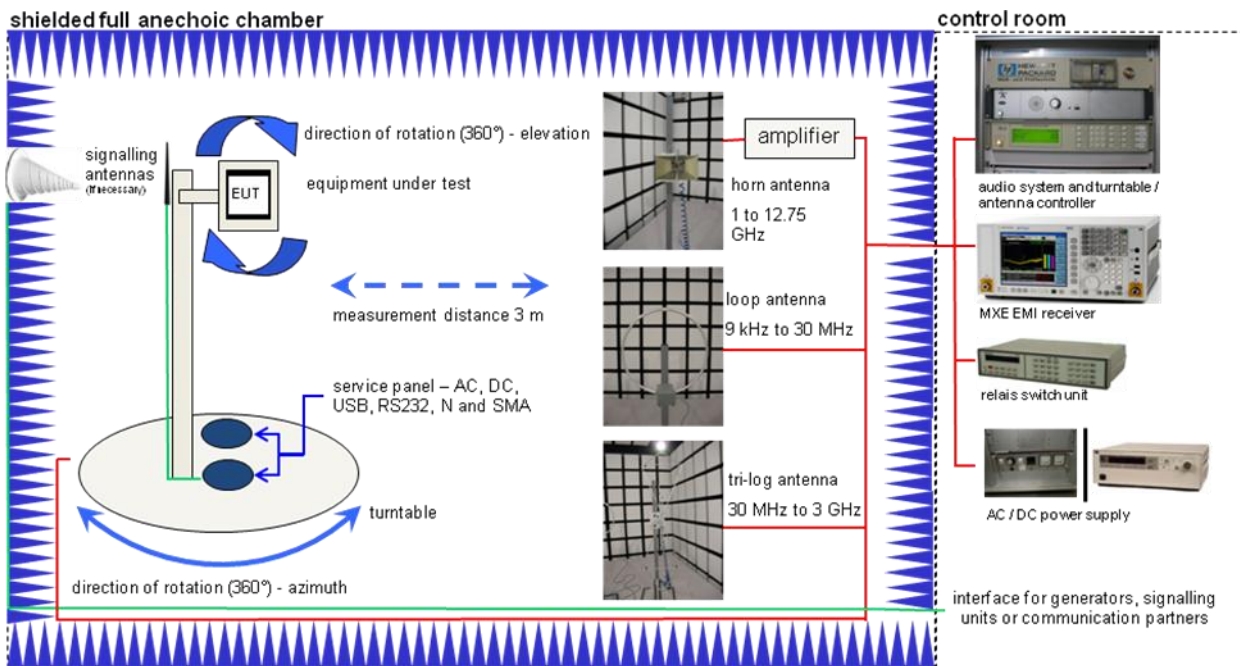 shielded full anechoic chamber
control room
HEWLETT
PACKARD
direction of rotation (360°) - elevation
signalling
antennas
(if necessary)
EUT
equipment under test
amplifier
horn antenna
1 to 12.75
GHz
audio system and turntable /
antenna controller
measurement distance 3 m
loop antenna
9 kHz to 30 MHz
MXE EMI receiver
service panel – AC, DC,
USB, RS232, N and SMA
relais switch unit
tri-log antenna
30 MHz to 3 GHz
turntable
AC / DC power supply
direction of rotation (360°) - azimuth
interface for generators, signalling
units or communication partners